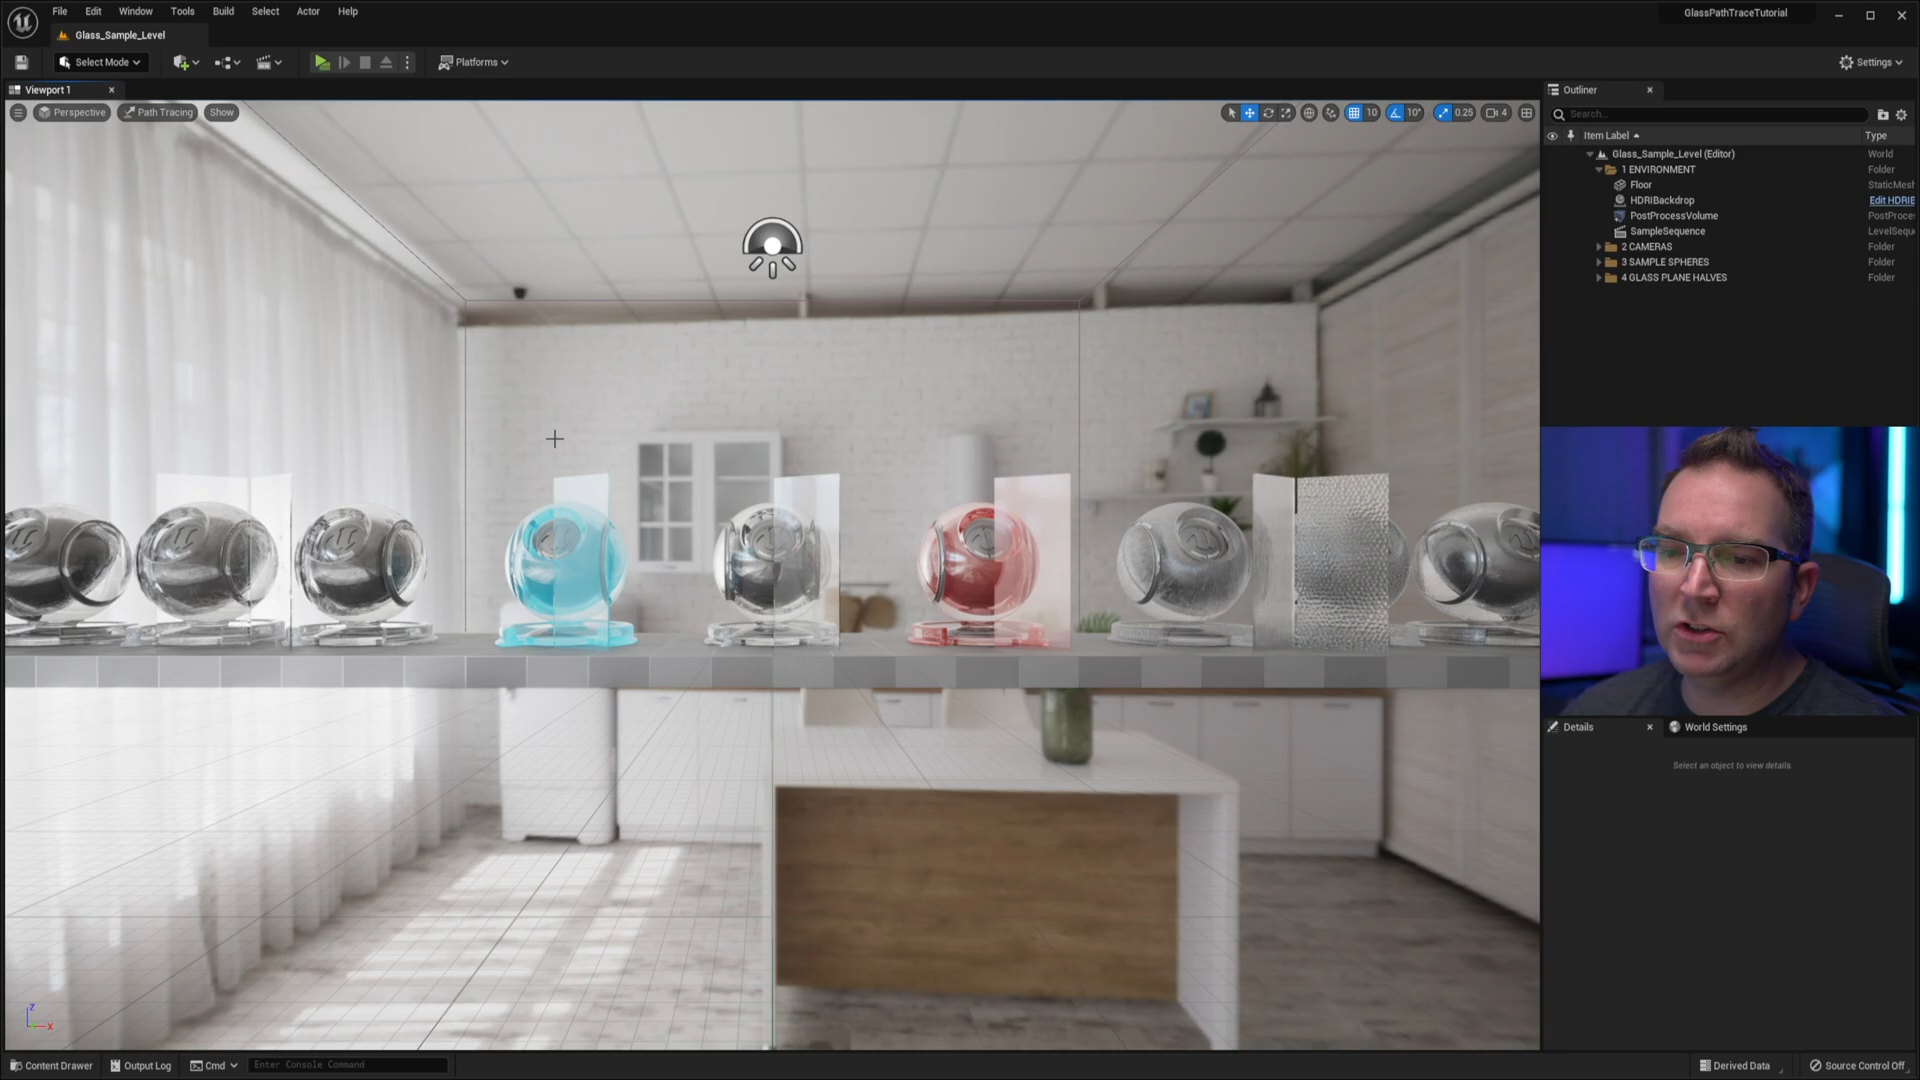 File Edit Window Tools Build Select Actor Help
GlassPathTraceTutorial
Glass_Sample_Level
Select Mode
Platforms
Settings
Viewport 1
Outliner
Perspective Path Tracing Show
10 10° 0.25 4
Search...
Item Label Type
Glass_Sample_Level (Editor) World
1 ENVIRONMENT Folder
Floor StaticMesh
HDRIBackdrop Edit HDRIE
PostProcessVolume PostProce
SampleSequence LevelSequ
2 CAMERAS Folder
3 SAMPLE SPHERES Folder
4 GLASS PLANE HALVES Folder
Details World Settings
Select an object to view details.
Z
X
Content Drawer Output Log Cmd Enter Console Command
Derived Data Source Control Off